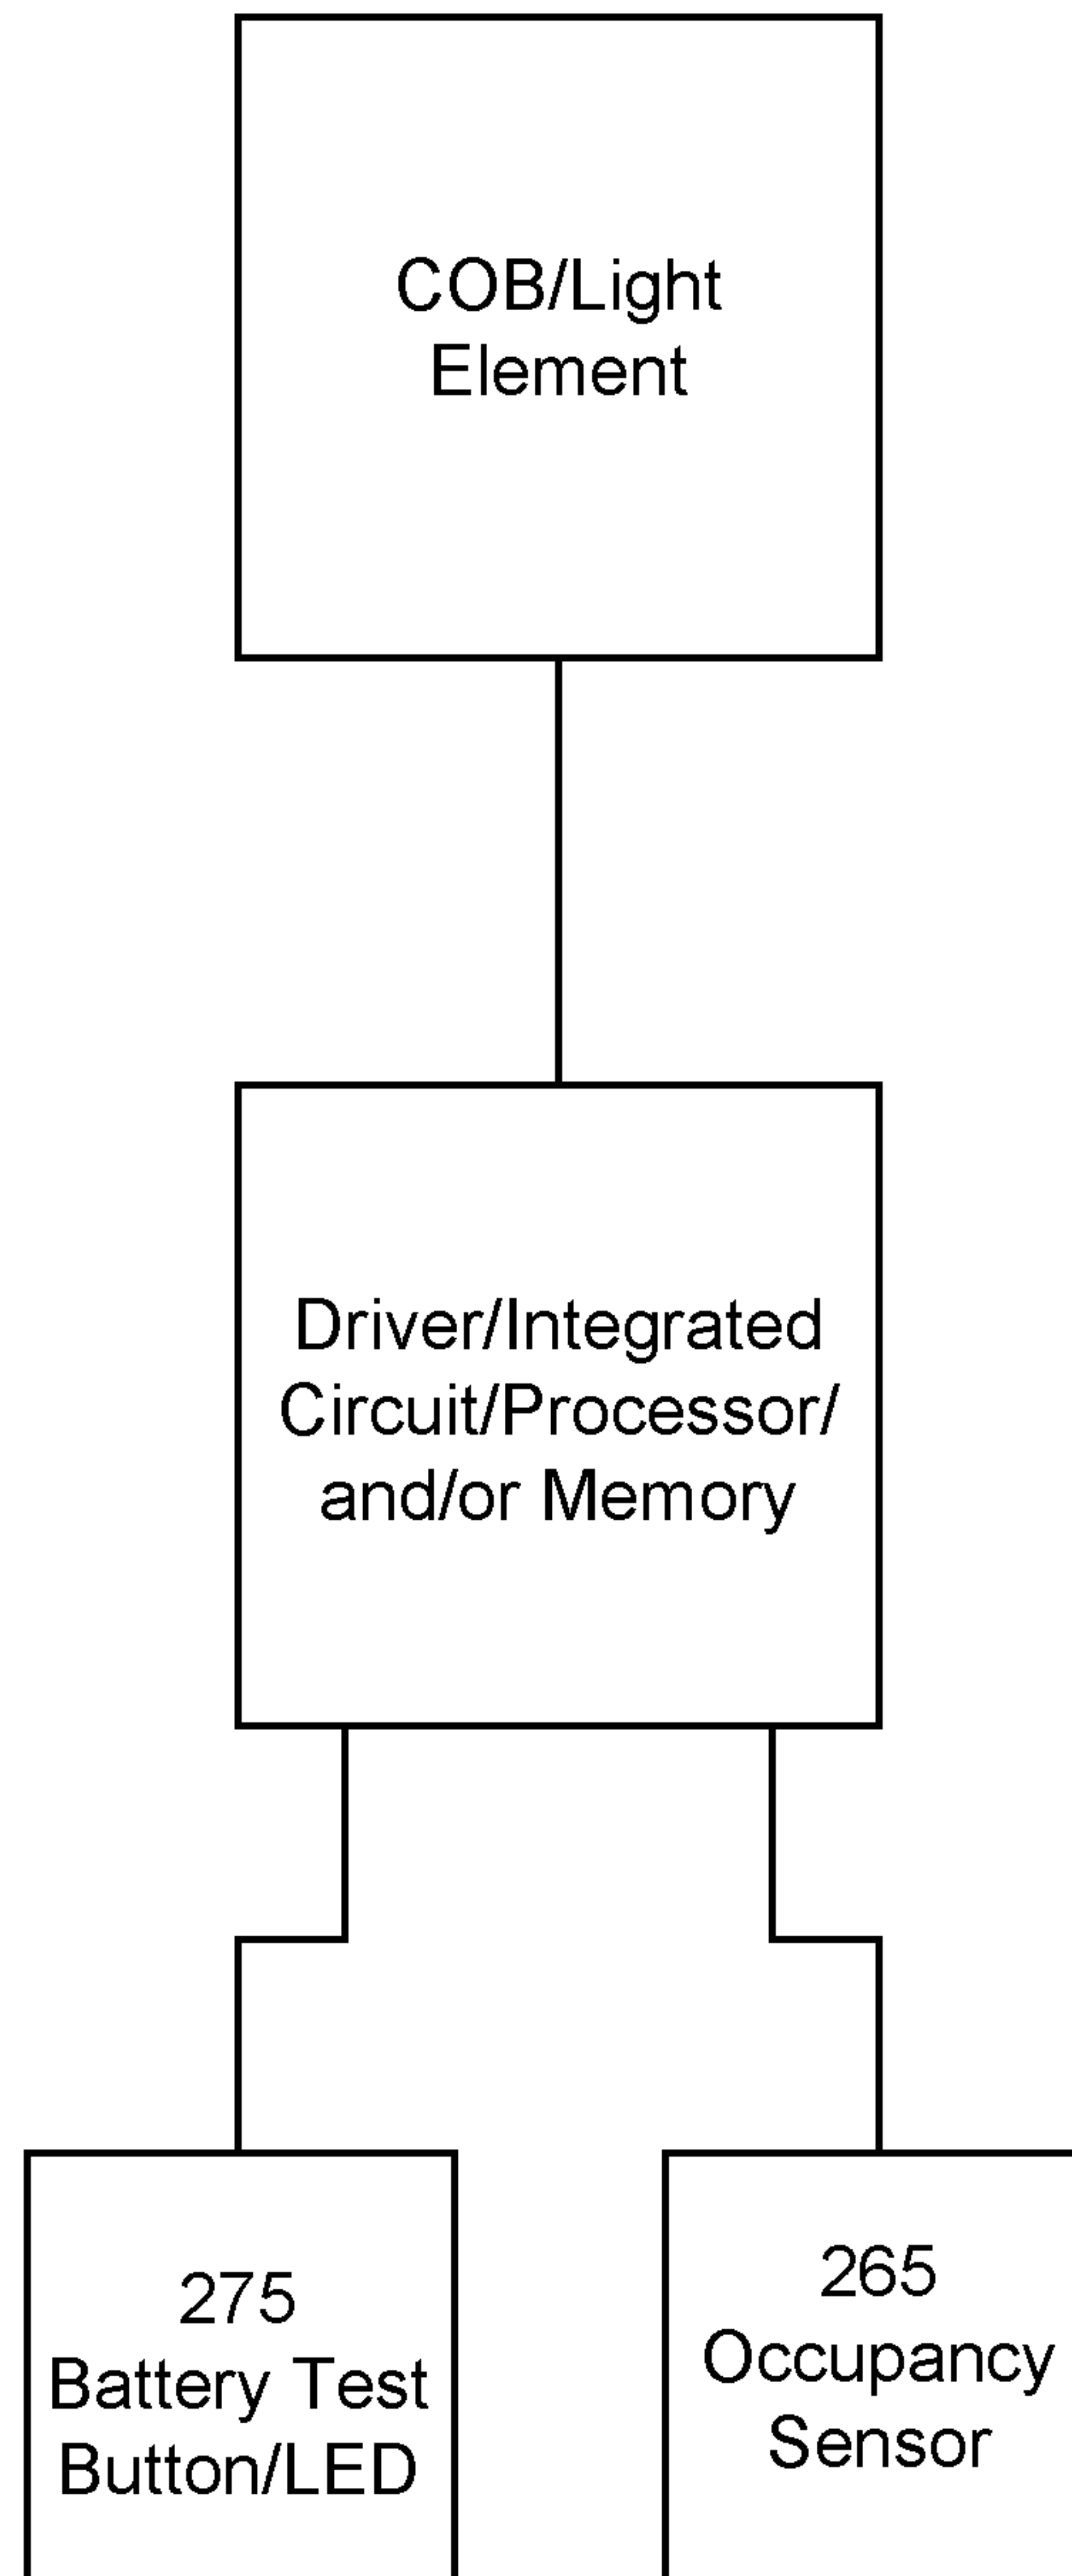 COB/Light
Element
Driver/Integrated
Circuit/Processor/
and/or Memory
275
Battery Test
Button/LED
265
Occupancy
Sensor